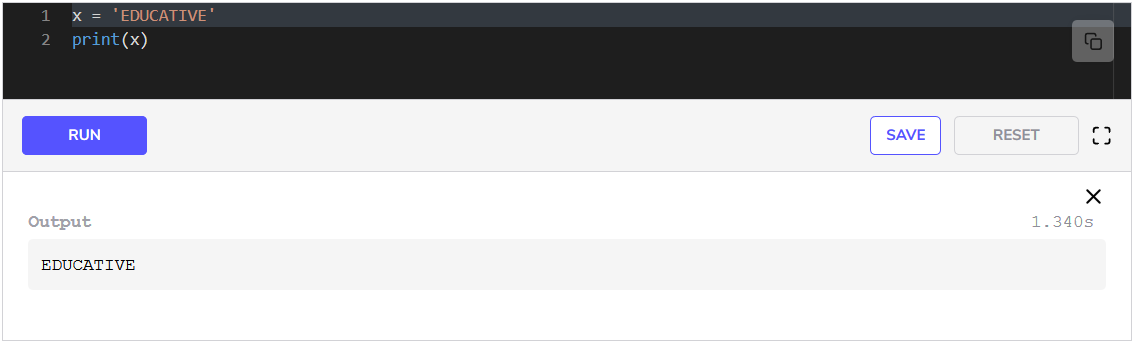 1 x = 'EDUCATIVE'
2 print(x)
RUN SAVE RESET
Output 1.340s
EDUCATIVE